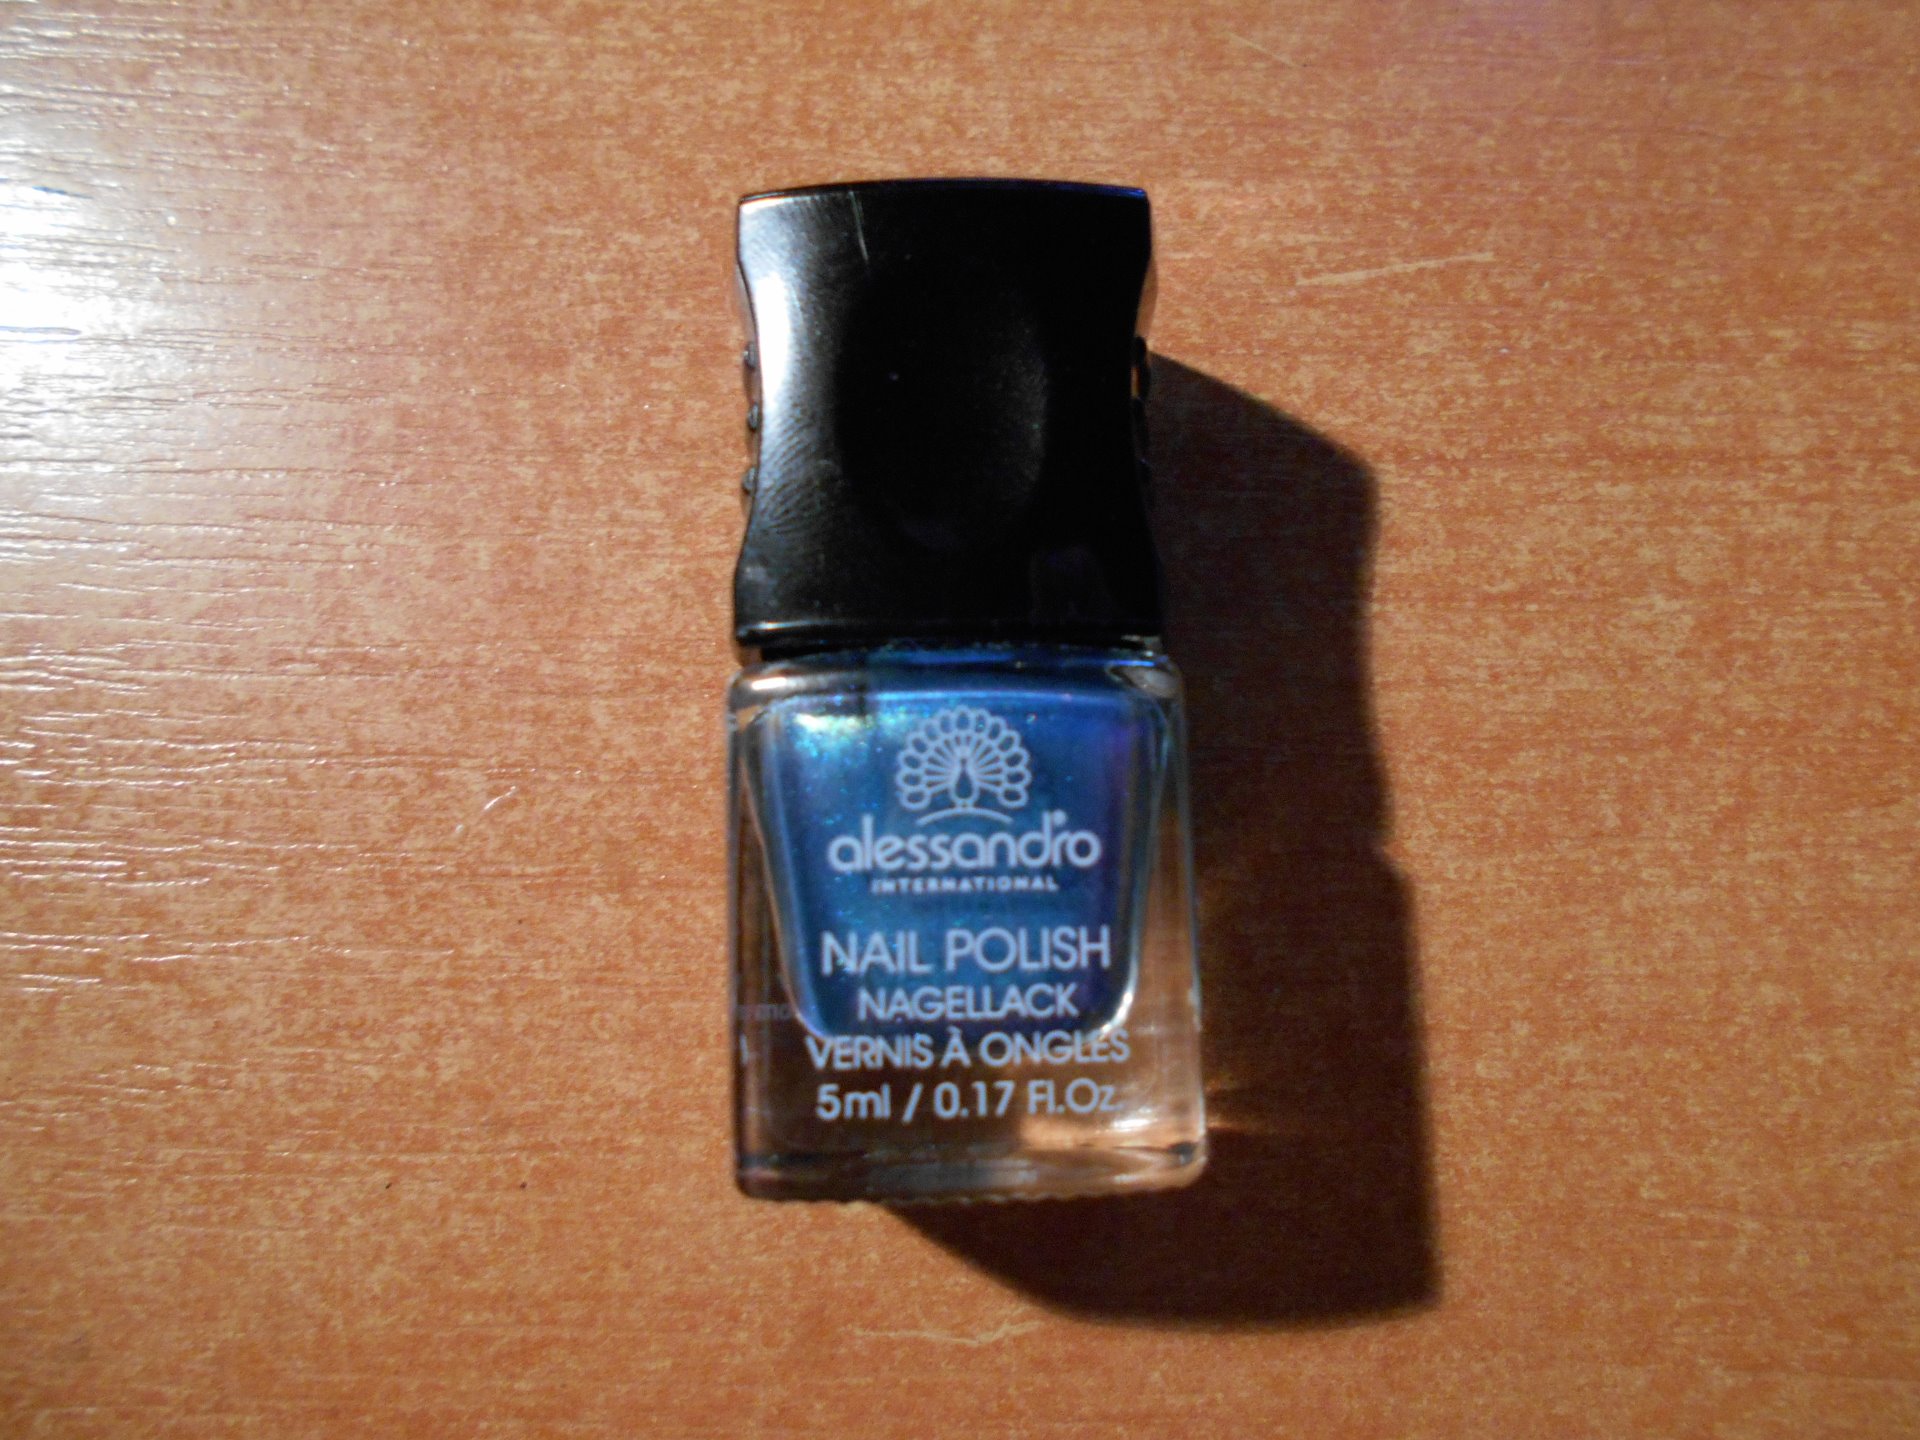 alessandro
INTERNATIONAL
NAIL POLISH
NAGELLACK
VERNIS À ONGLES
5ml / 0.17 Fl.Oz.